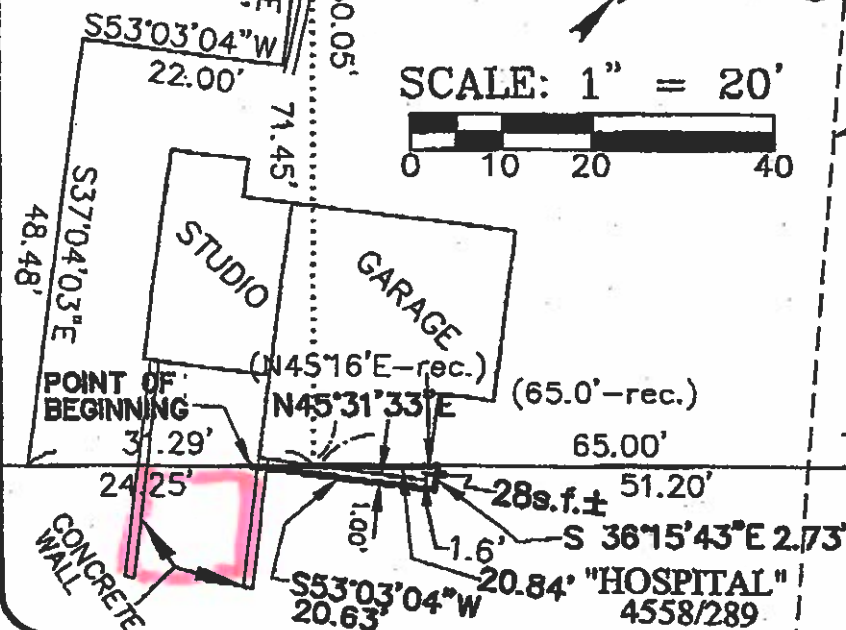 S53°03'04"W
22.00'
0.05'
SCALE: 1" = 20'
0 10 20 40
71.45'
S37°04'03"E
48.48'
STUDIO
GARAGE
(N45°16'E-rec.)
POINT OF
BEGINNING
N45°31'33"E
(65.0'-rec.)
.29'
65.00'
24.25'
28s.f.±
51.20'
1.00'
1.6'
S 36°15'43"E 2.73'
CONCRETE
WALL
S53°03'04"W
20.63'
20.84'
"HOSPITAL"
4558/289